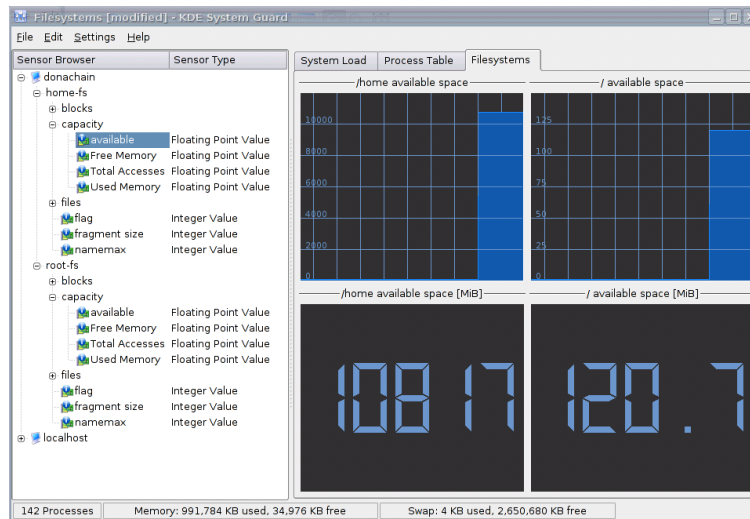 Filesystems [modified] - KDE System Guard
File Edit Settings Help
Sensor Browser Sensor Type
donachain
home-fs
blocks
capacity
available Floating Point Value
Free Memory Floating Point Value
Total Accesses Floating Point Value
Used Memory Floating Point Value
files
flag Integer Value
fragment size Integer Value
namemax Integer Value
root-fs
blocks
capacity
available Floating Point Value
Free Memory Floating Point Value
Total Accesses Floating Point Value
Used Memory Floating Point Value
files
flag Integer Value
fragment size Integer Value
namemax Integer Value
localhost
System Load Process Table Filesystems
/home available space
10000
8000
6000
4000
2000
0
/ available space
125
100
75
50
25
0
/home available space [MiB]
10817
/ available space [MiB]
120.7
142 Processes Memory: 991,784 KB used, 34,976 KB free Swap: 4 KB used, 2,650,680 KB free